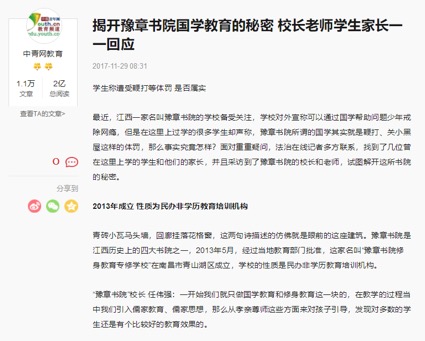 Youth.cn
教育频道
edu.youth.cn
中青网教育
1.1万
文章
2亿
总阅读
查看TA的文章>
0
分享到
揭开豫章书院国学教育的秘密 校长老师学生家长一
一回应
2017-11-29 08:31
学生称遭受鞭打等体罚 是否属实
最近，江西一家名叫豫章书院的学校备受关注，学校对外宣称可以通过国学帮助问题少年戒
除网瘾，但是在这里上过学的很多学生却声称，豫章书院所谓的国学其实就是鞭打、关小黑
屋这样的体罚，那么事实究竟怎样？面对重重疑问，法治在线记者多方联系，找到了几位曾
在这里上学的学生和他们的家长，并且采访到了豫章书院的校长和老师，试图解开这所书院
的秘密。
2013年成立 性质为民办非学历教育培训机构
青砖小瓦马头墙，回廊挂落花格窗，这两句诗描述的仿佛就是眼前的这座建筑。豫章书院是
江西历史上的四大书院之一，2013年5月，经过当地教育部门批准，这家名叫“豫章书院修
身教育专修学校”在南昌市青山湖区成立，学校的性质是民办非学历教育培训机构。
“豫章书院”校长 任伟强：一开始我们就只做国学教育和修身教育这一块的，在教学的过程当
中我们引入儒家教育、儒家思想，那么从孝亲尊师这些方面来对孩子引导，发现对多数的学
生还是有个比较好的教育效果的。